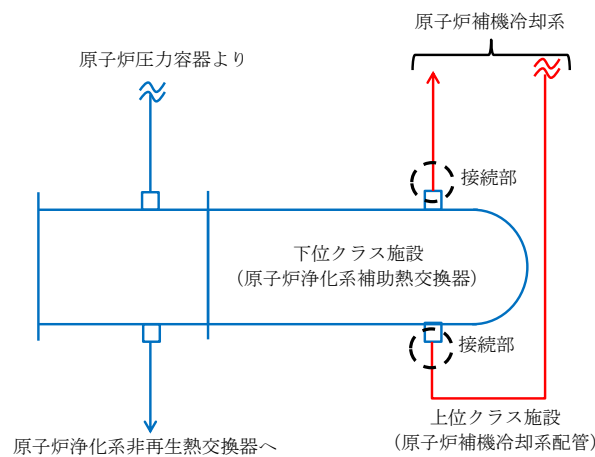 原子炉補機冷却系
原子炉圧力容器より
接続部
下位クラス施設
（原子炉浄化系補助熱交換器）
接続部
上位クラス施設
（原子炉補機冷却系配管）
原子炉浄化系非再生熱交換器へ